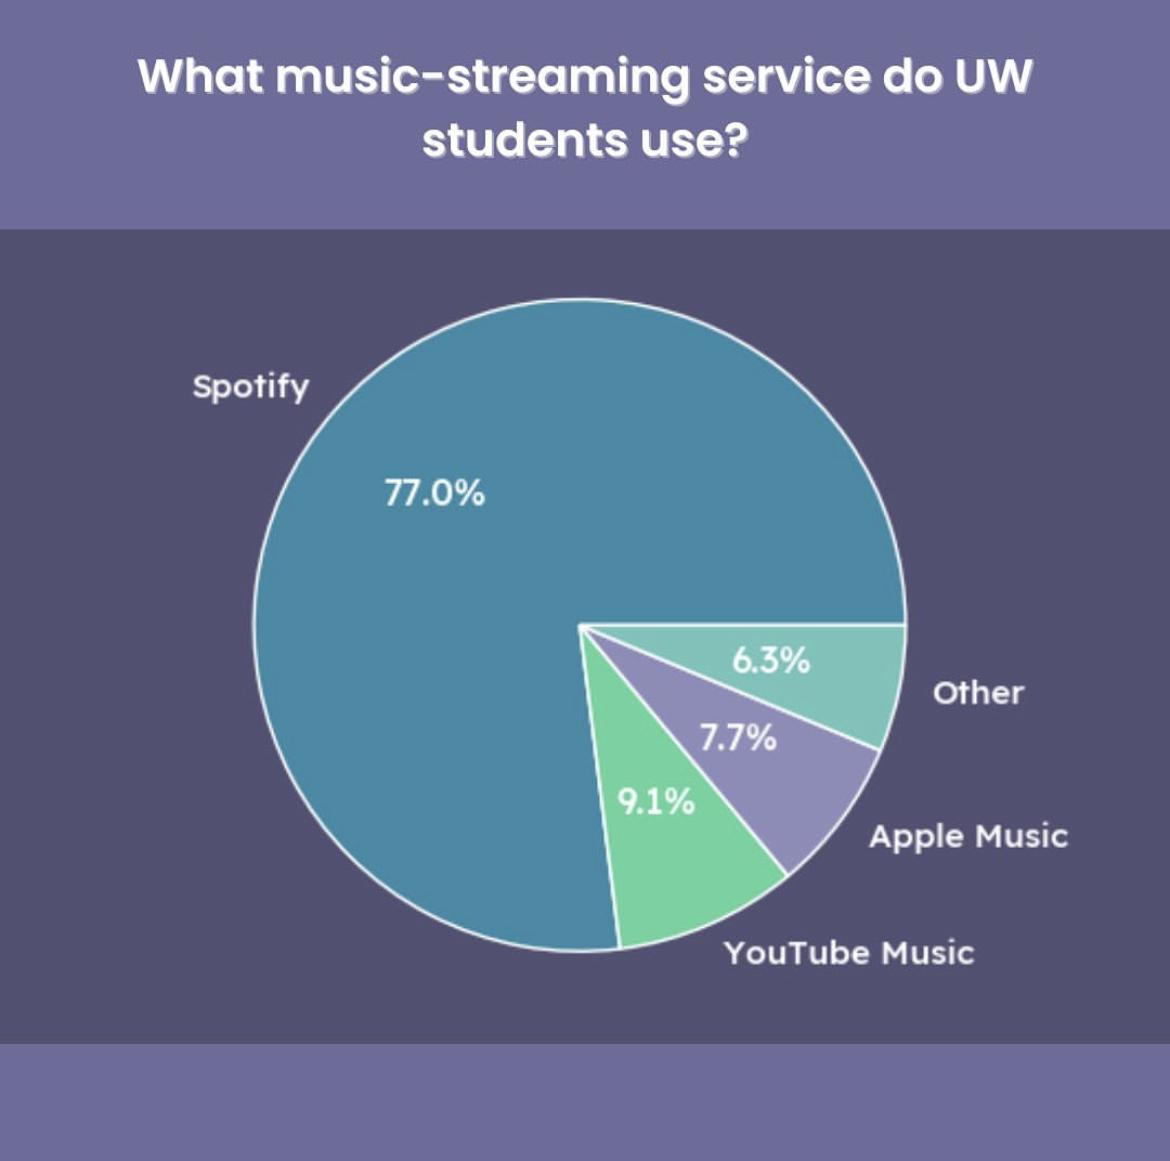 What music-streaming service do UW
students use?
Spotify
77.0%
6.3%
Other
7.7%
Apple Music
9.1%
YouTube Music